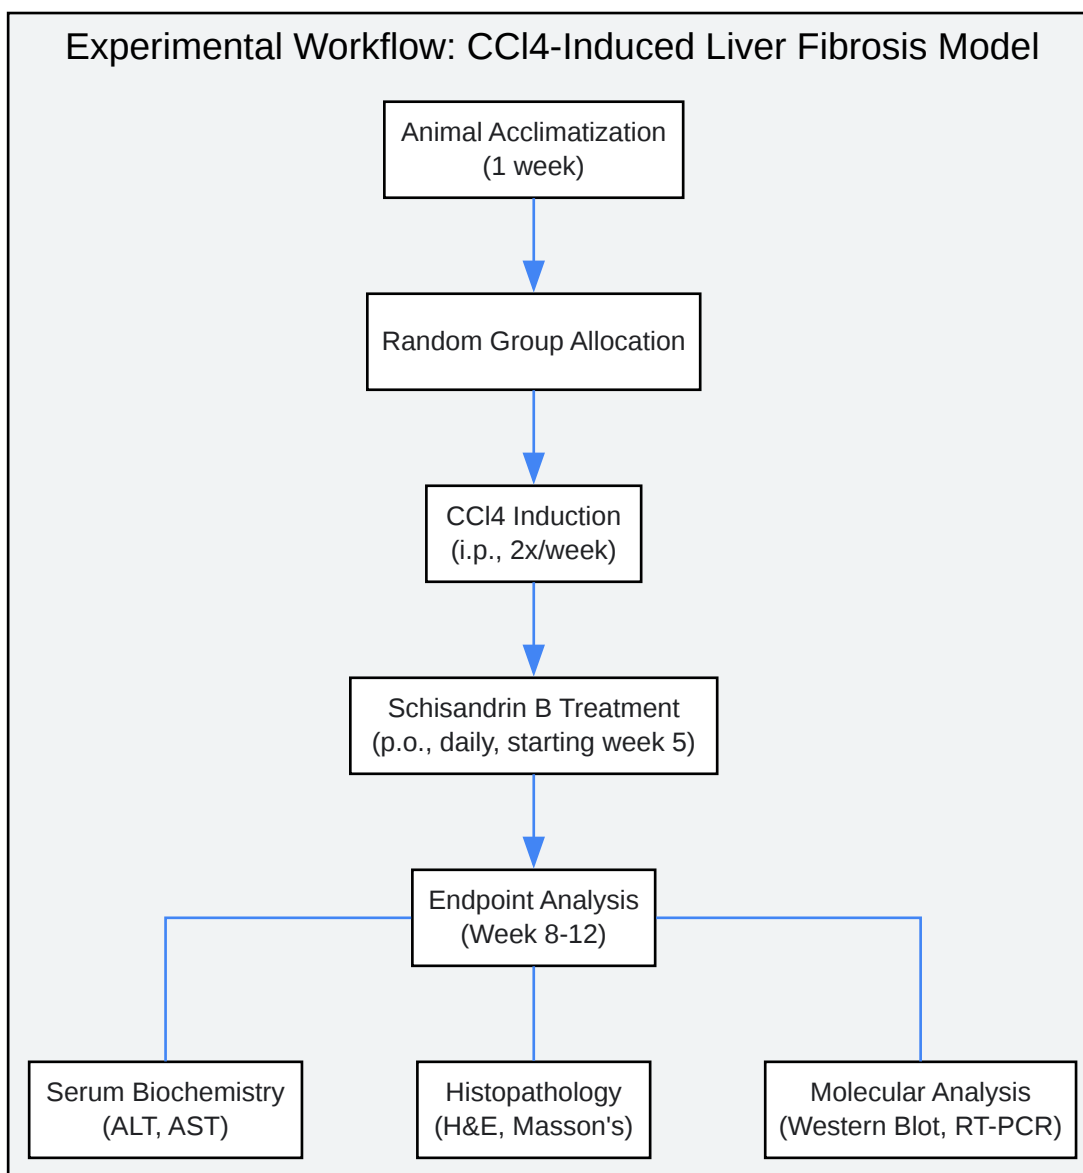 Experimental Workflow: CCl4-Induced Liver Fibrosis Model
Animal Acclimatization
(1 week)
Random Group Allocation
CCl4 Induction
(i.p., 2x/week)
Schisandrin B Treatment
(p.o., daily, starting week 5)
Endpoint Analysis
(Week 8-12)
Serum Biochemistry
(ALT, AST)
Histopathology
(H&E, Masson's)
Molecular Analysis
(Western Blot, RT-PCR)